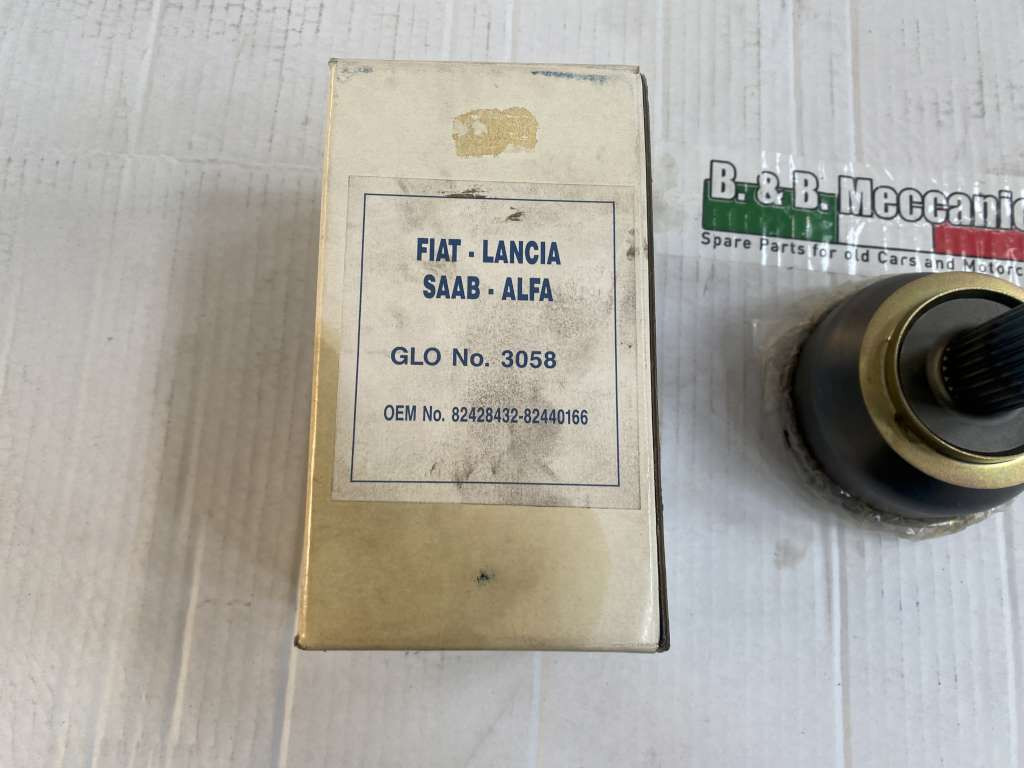 FIAT - LANCIA
SAAB - ALFA
GLO No. 3058
OEM No. 82428432-82440166
B. & B. Meccanic
Spare Parts for old Cars and Motorc